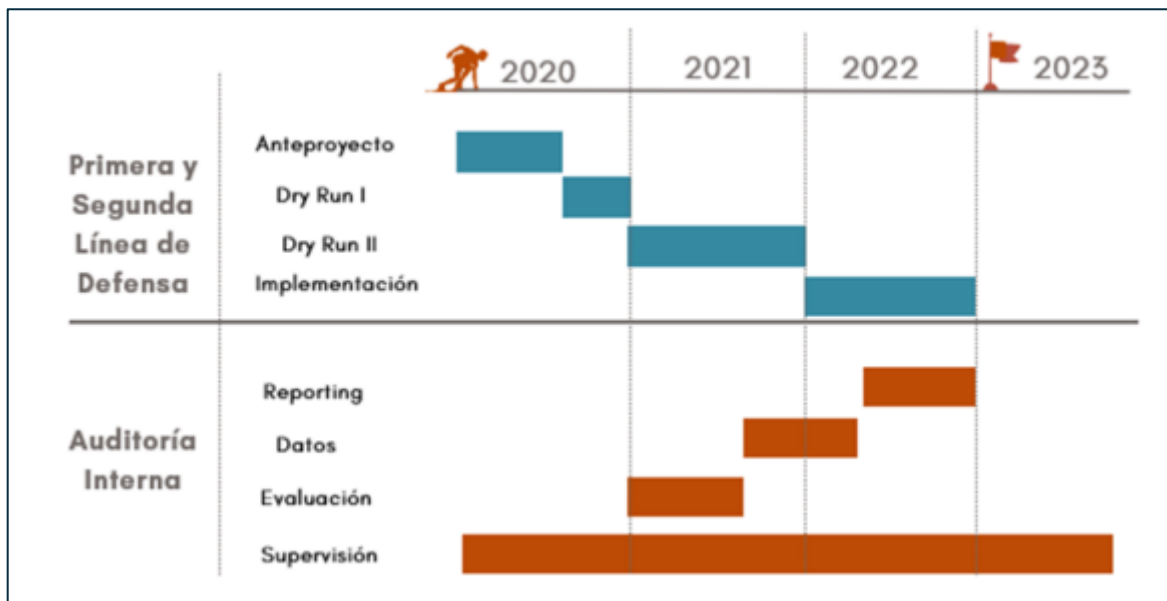 2020
2021
2022
2023
Primera y
Segunda
Línea de
Defensa
Anteproyecto
Dry Run I
Dry Run II
Implementación
Auditoría
Interna
Reporting
Datos
Evaluación
Supervisión